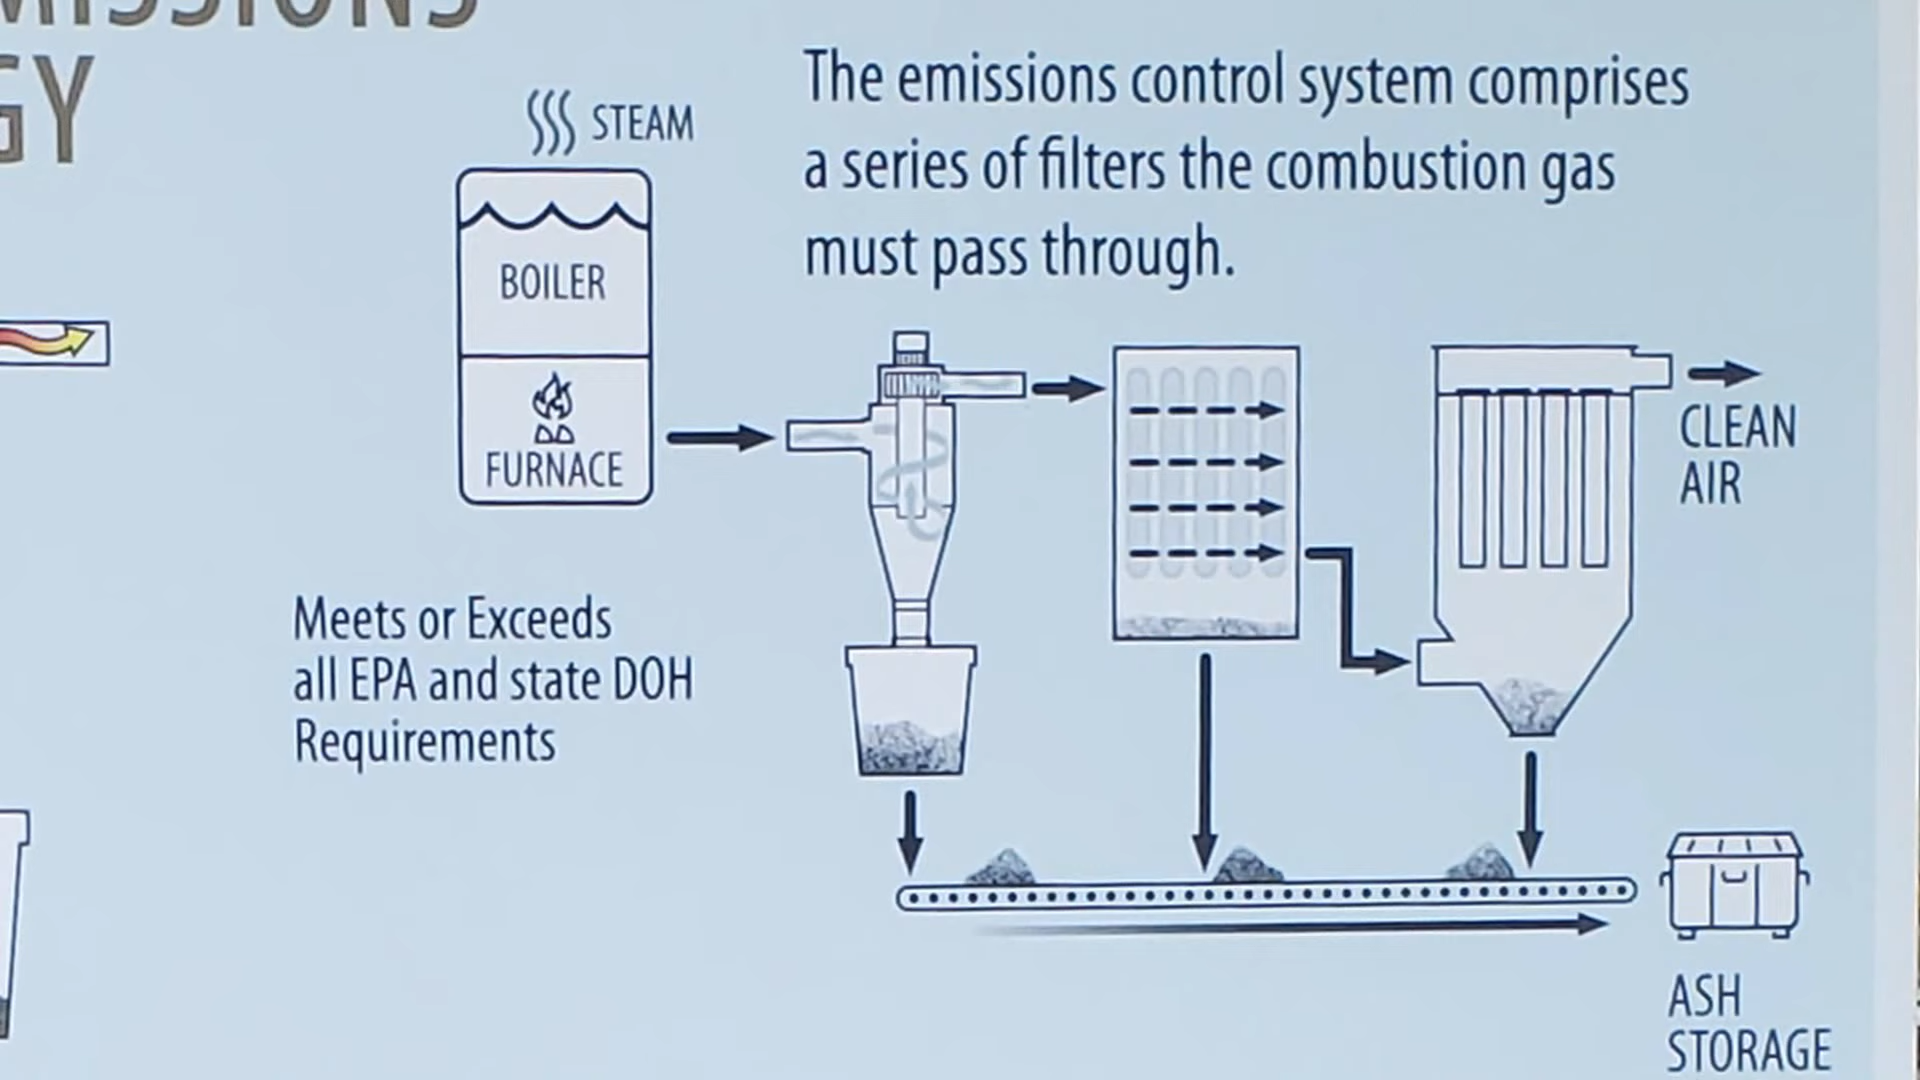 STEAM
The emissions control system comprises
a series of filters the combustion gas
must pass through.
BOILER
FURNACE
CLEAN
AIR
Meets or Exceeds
all EPA and state DOH
Requirements
ASH
STORAGE